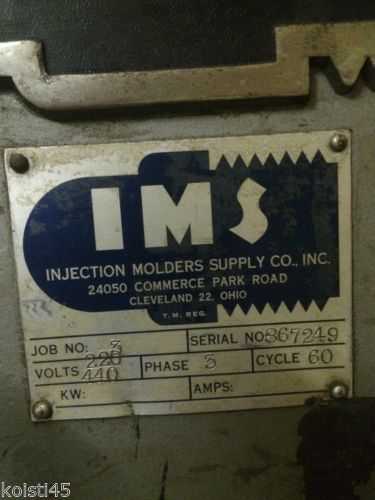 IMS
INJECTION MOLDERS SUPPLY CO., INC.
24050 COMMERCE PARK ROAD
CLEVELAND 22, OHIO
T. M. REG.
JOB NO: 3 SERIAL NO: 867249
VOLTS 220 440 PHASE 3 CYCLE 60
KW: AMPS:
koisti45